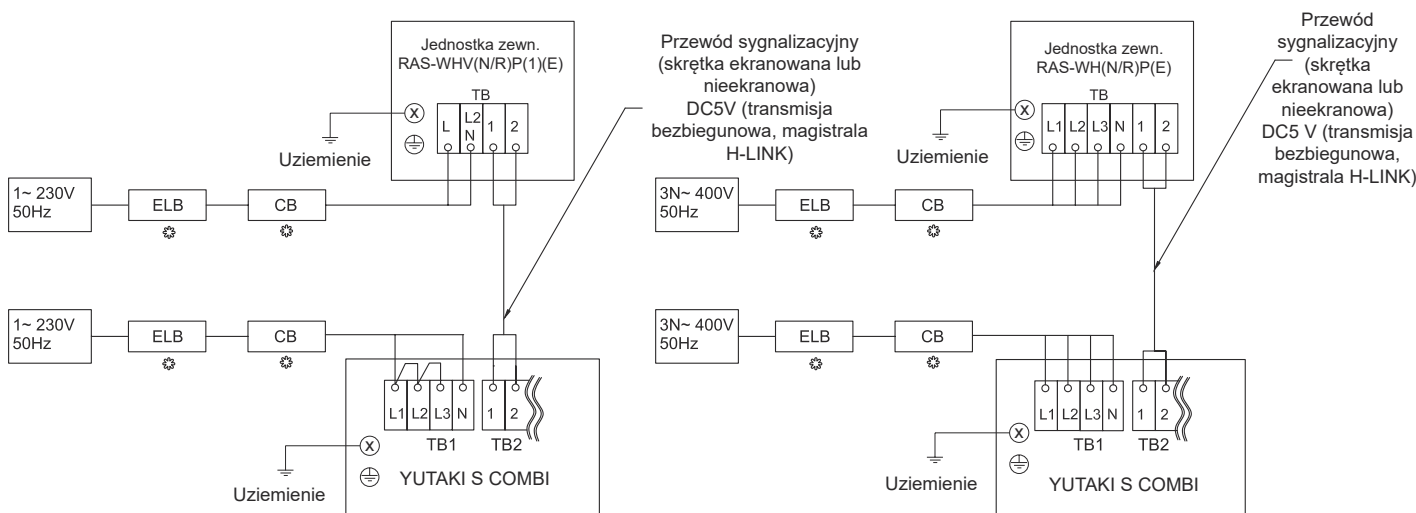 Jednostka zewn.
RAS-WHV(N/R)P(1)(E)
TB
L
L2
N
1
2
X
Uziemienie
1~ 230V
50Hz
ELB
CB
Przewód sygnalizacyjny
(skrętka ekranowana lub
nieekranowa)
DC5V (transmisja
bezbiegunowa, magistrala
H-LINK)
1~ 230V
50Hz
ELB
CB
L1
L2
L3
N
1
2
TB1
TB2
X
Uziemienie
YUTAKI S COMBI
Jednostka zewn.
RAS-WH(N/R)P(E)
TB
L1
L2
L3
N
1
2
X
Uziemienie
3N~ 400V
50Hz
ELB
CB
Przewód
sygnalizacyjny
(skrętka
ekranowana lub
nieekranowa)
DC5 V (transmisja
bezbiegunowa,
magistrala H-LINK)
3N~ 400V
50Hz
ELB
CB
L1
L2
L3
N
1
2
TB1
TB2
X
Uziemienie
YUTAKI S COMBI